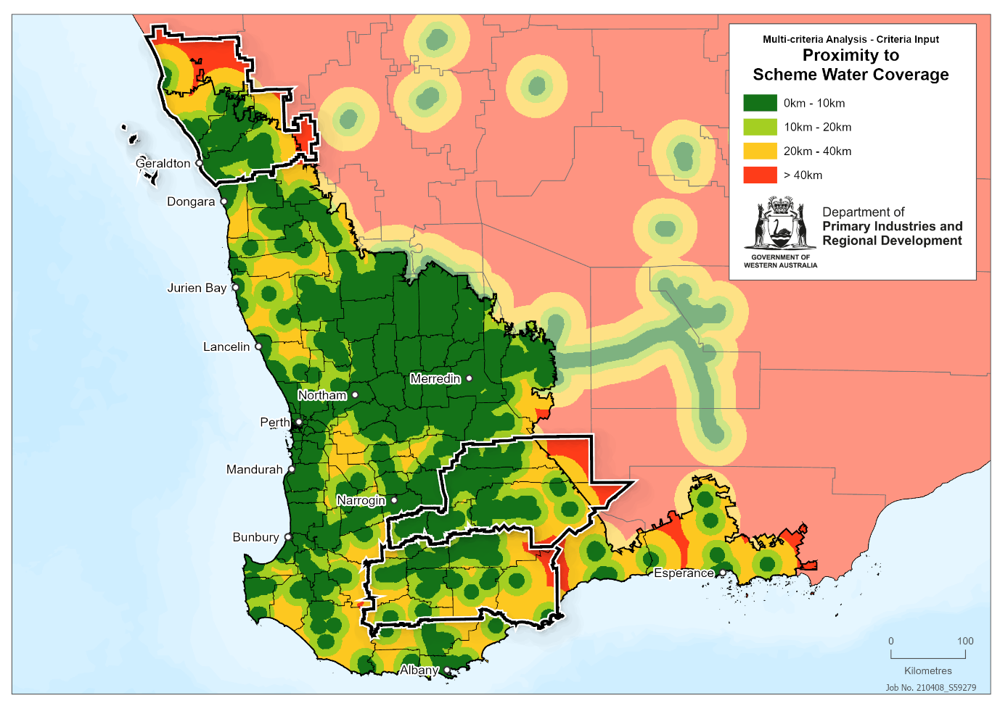 Multi-criteria Analysis - Criteria Input
Proximity to
Scheme Water Coverage
0km - 10km
10km - 20km
20km - 40km
> 40km
Department of
Primary Industries and
Regional Development
GOVERNMENT OF
WESTERN AUSTRALIA
Geraldton
Dongara
Jurien Bay
Lancelin
Merredin
Northam
Perth
Mandurah
Narrogin
Bunbury
Esperance
Albany
0 100
Kilometres
Job No. 210408_S59279